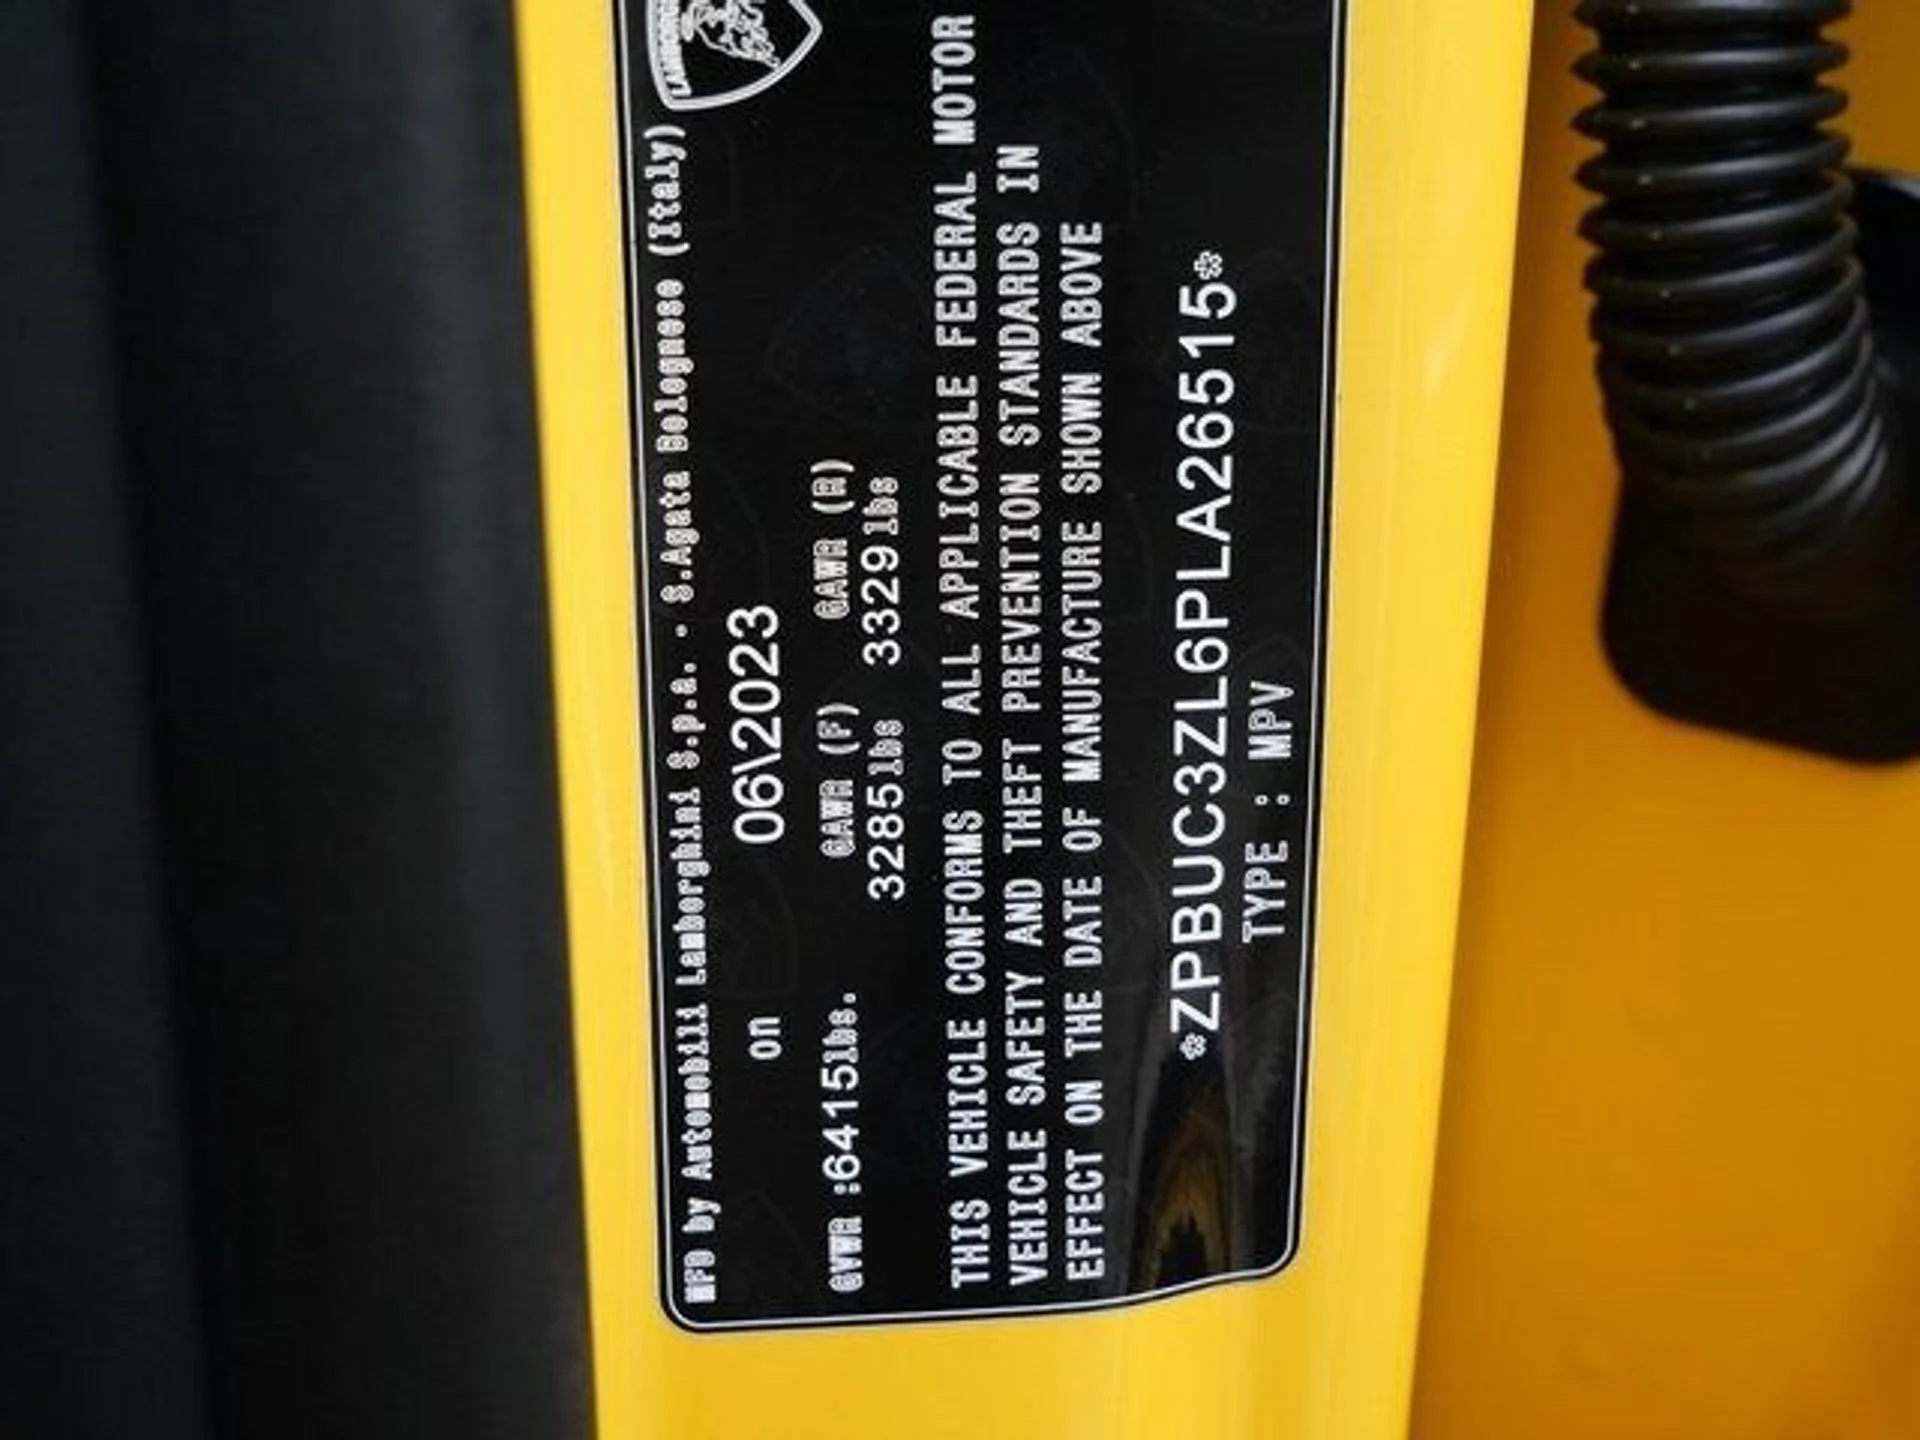 LAMBORG
MFD by Automobili Lamborghini S.p.a. - S.Agata Bolognese (Italy)
on 06\2023
GVWR :6415lbs. GAWR (F) GAWR (R)
3285lbs 3329lbs
THIS VEHICLE CONFORMS TO ALL APPLICABLE FEDERAL MOTOR
VEHICLE SAFETY AND THEFT PREVENTION STANDARDS IN
EFFECT ON THE DATE OF MANUFACTURE SHOWN ABOVE
*ZPBUC3ZL6PLA26515*
TYPE : MPV